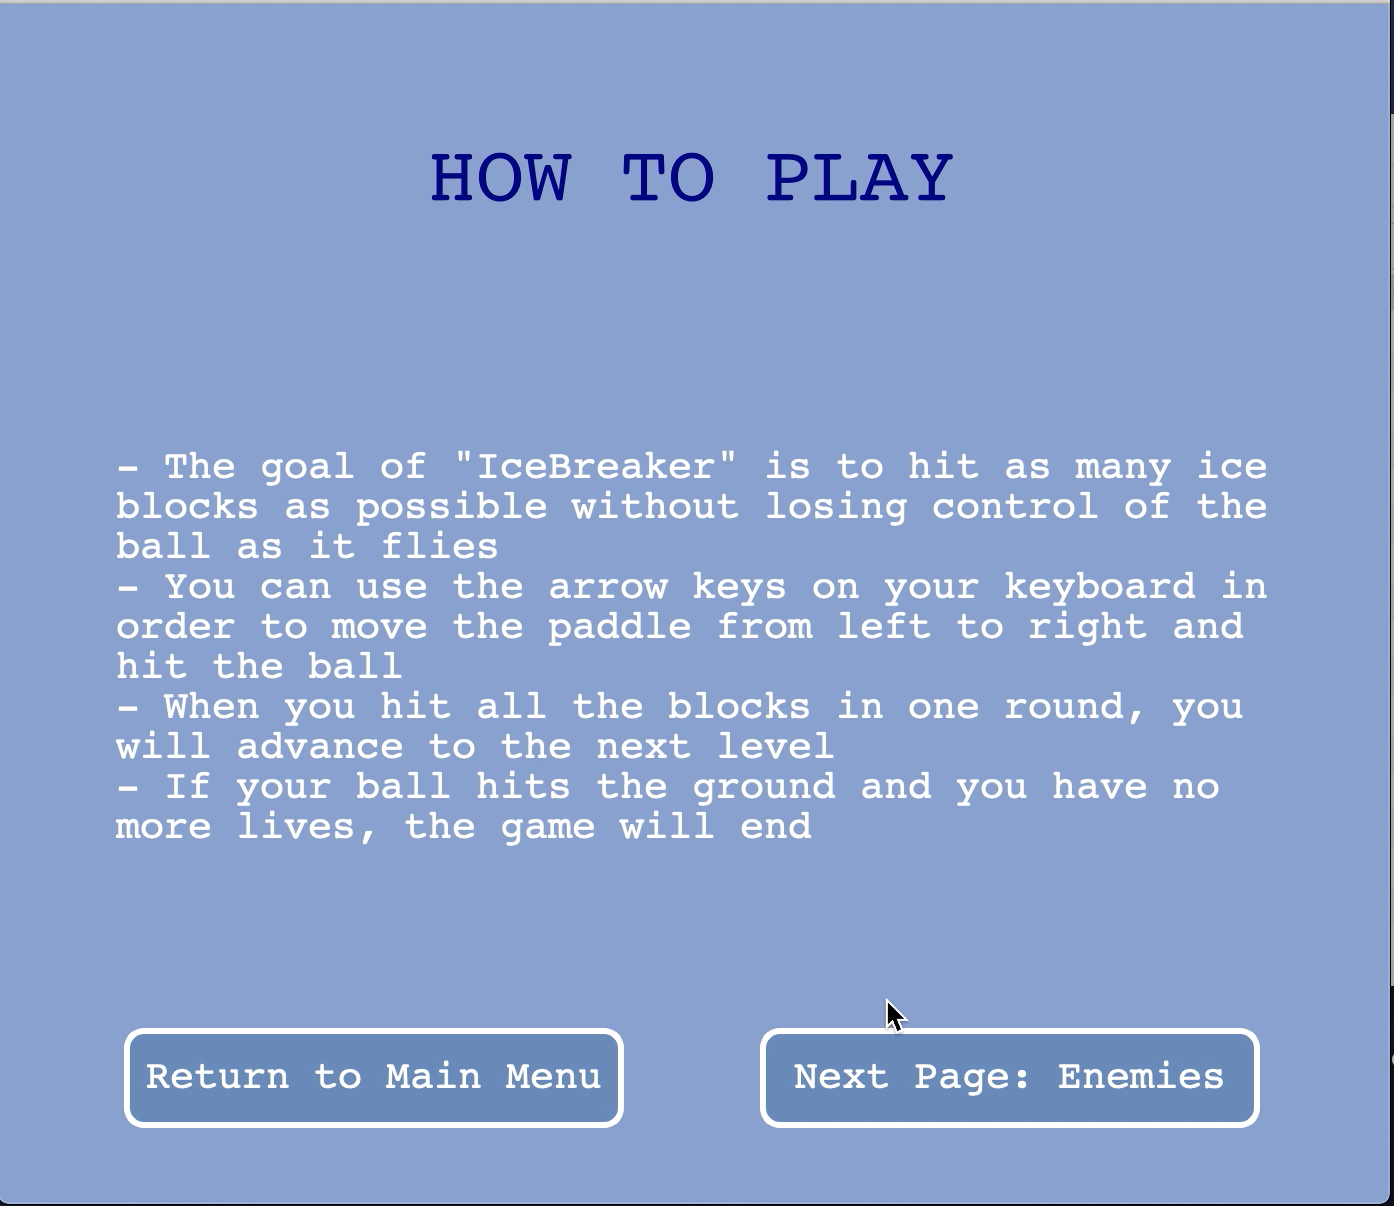 HOW TO PLAY
- The goal of "IceBreaker" is to hit as many ice
blocks as possible without losing control of the
ball as it flies
- You can use the arrow keys on your keyboard in
order to move the paddle from left to right and
hit the ball
- When you hit all the blocks in one round, you
will advance to the next level
- If your ball hits the ground and you have no
more lives, the game will end
Return to Main Menu
Next Page: Enemies